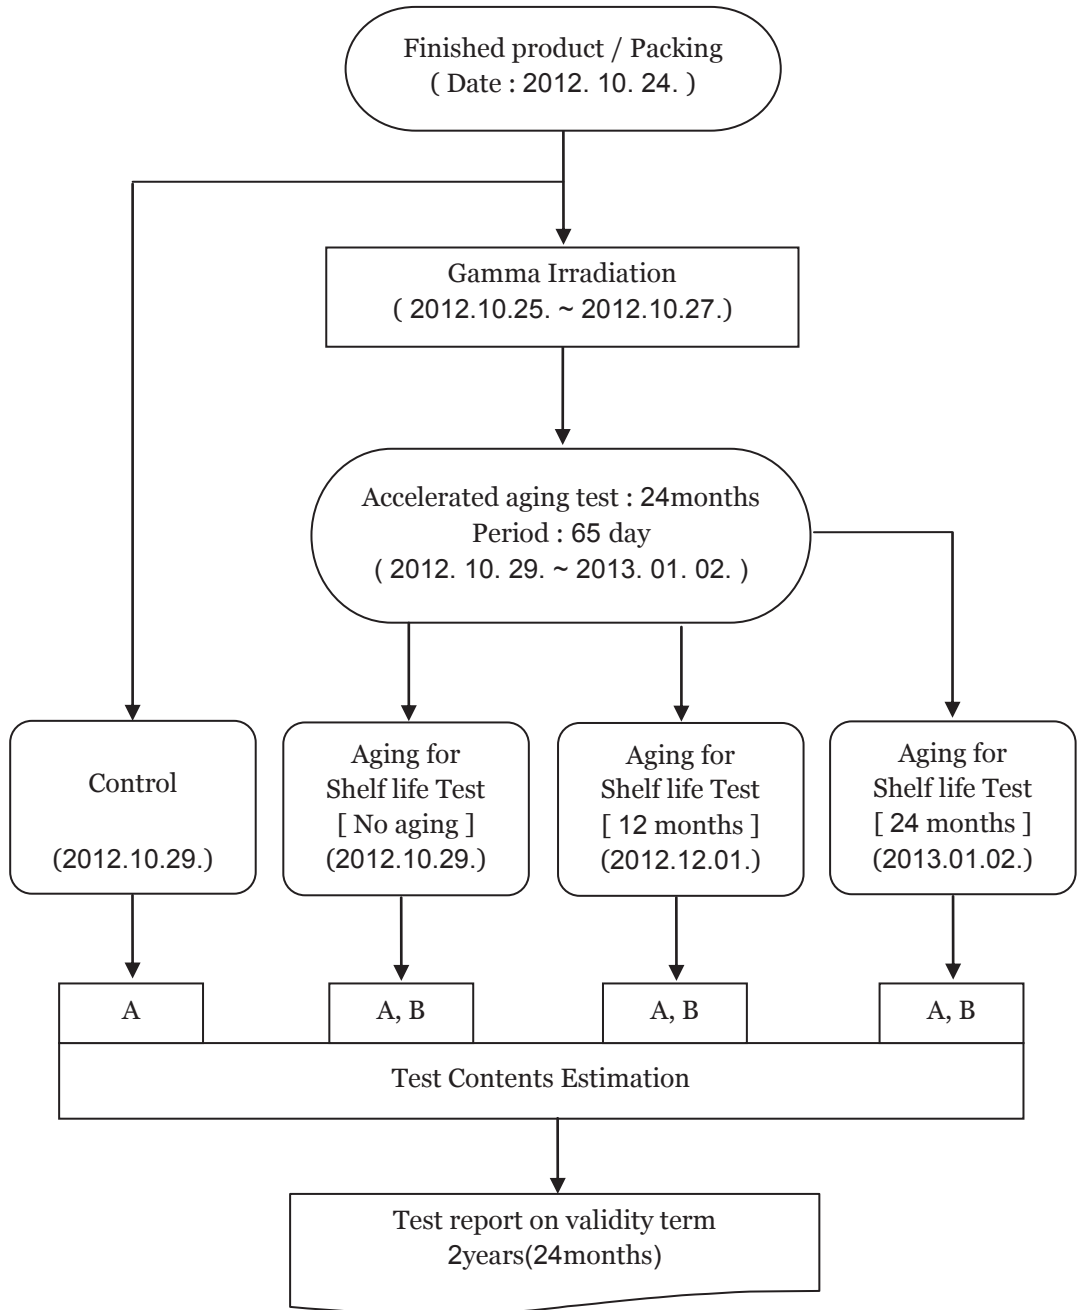 Finished product / Packing
( Date : 2012. 10. 24. )
Gamma Irradiation
( 2012.10.25. ~ 2012.10.27.)
Accelerated aging test : 24months
Period : 65 day
( 2012. 10. 29. ~ 2013. 01. 02. )
Control
(2012.10.29.)
Aging for
Shelf life Test
[ No aging ]
(2012.10.29.)
Aging for
Shelf life Test
[ 12 months ]
(2012.12.01.)
Aging for
Shelf life Test
[ 24 months ]
(2013.01.02.)
A
A, B
A, B
A, B
Test Contents Estimation
Test report on validity term
2years(24months)